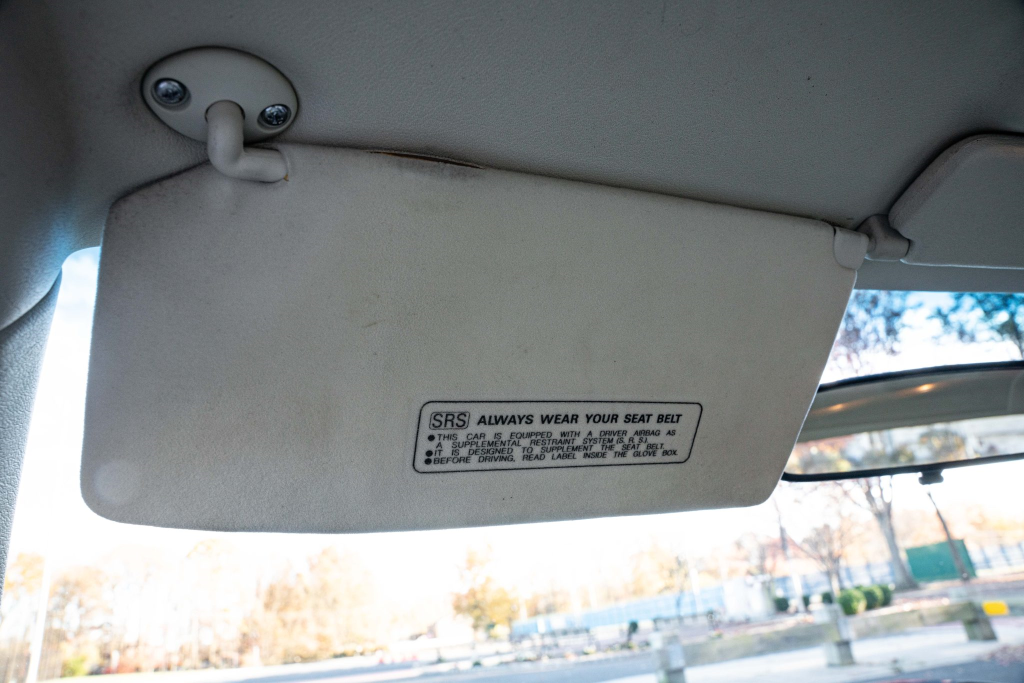 SRS ALWAYS WEAR YOUR SEAT BELT
●THIS CAR IS EQUIPPED WITH A DRIVER AIRBAG AS
A SUPPLEMENTAL RESTRAINT SYSTEM (S. R. S.).
●IT IS DESIGNED TO SUPPLEMENT THE SEAT BELT.
●BEFORE DRIVING, READ LABEL INSIDE THE GLOVE BOX.